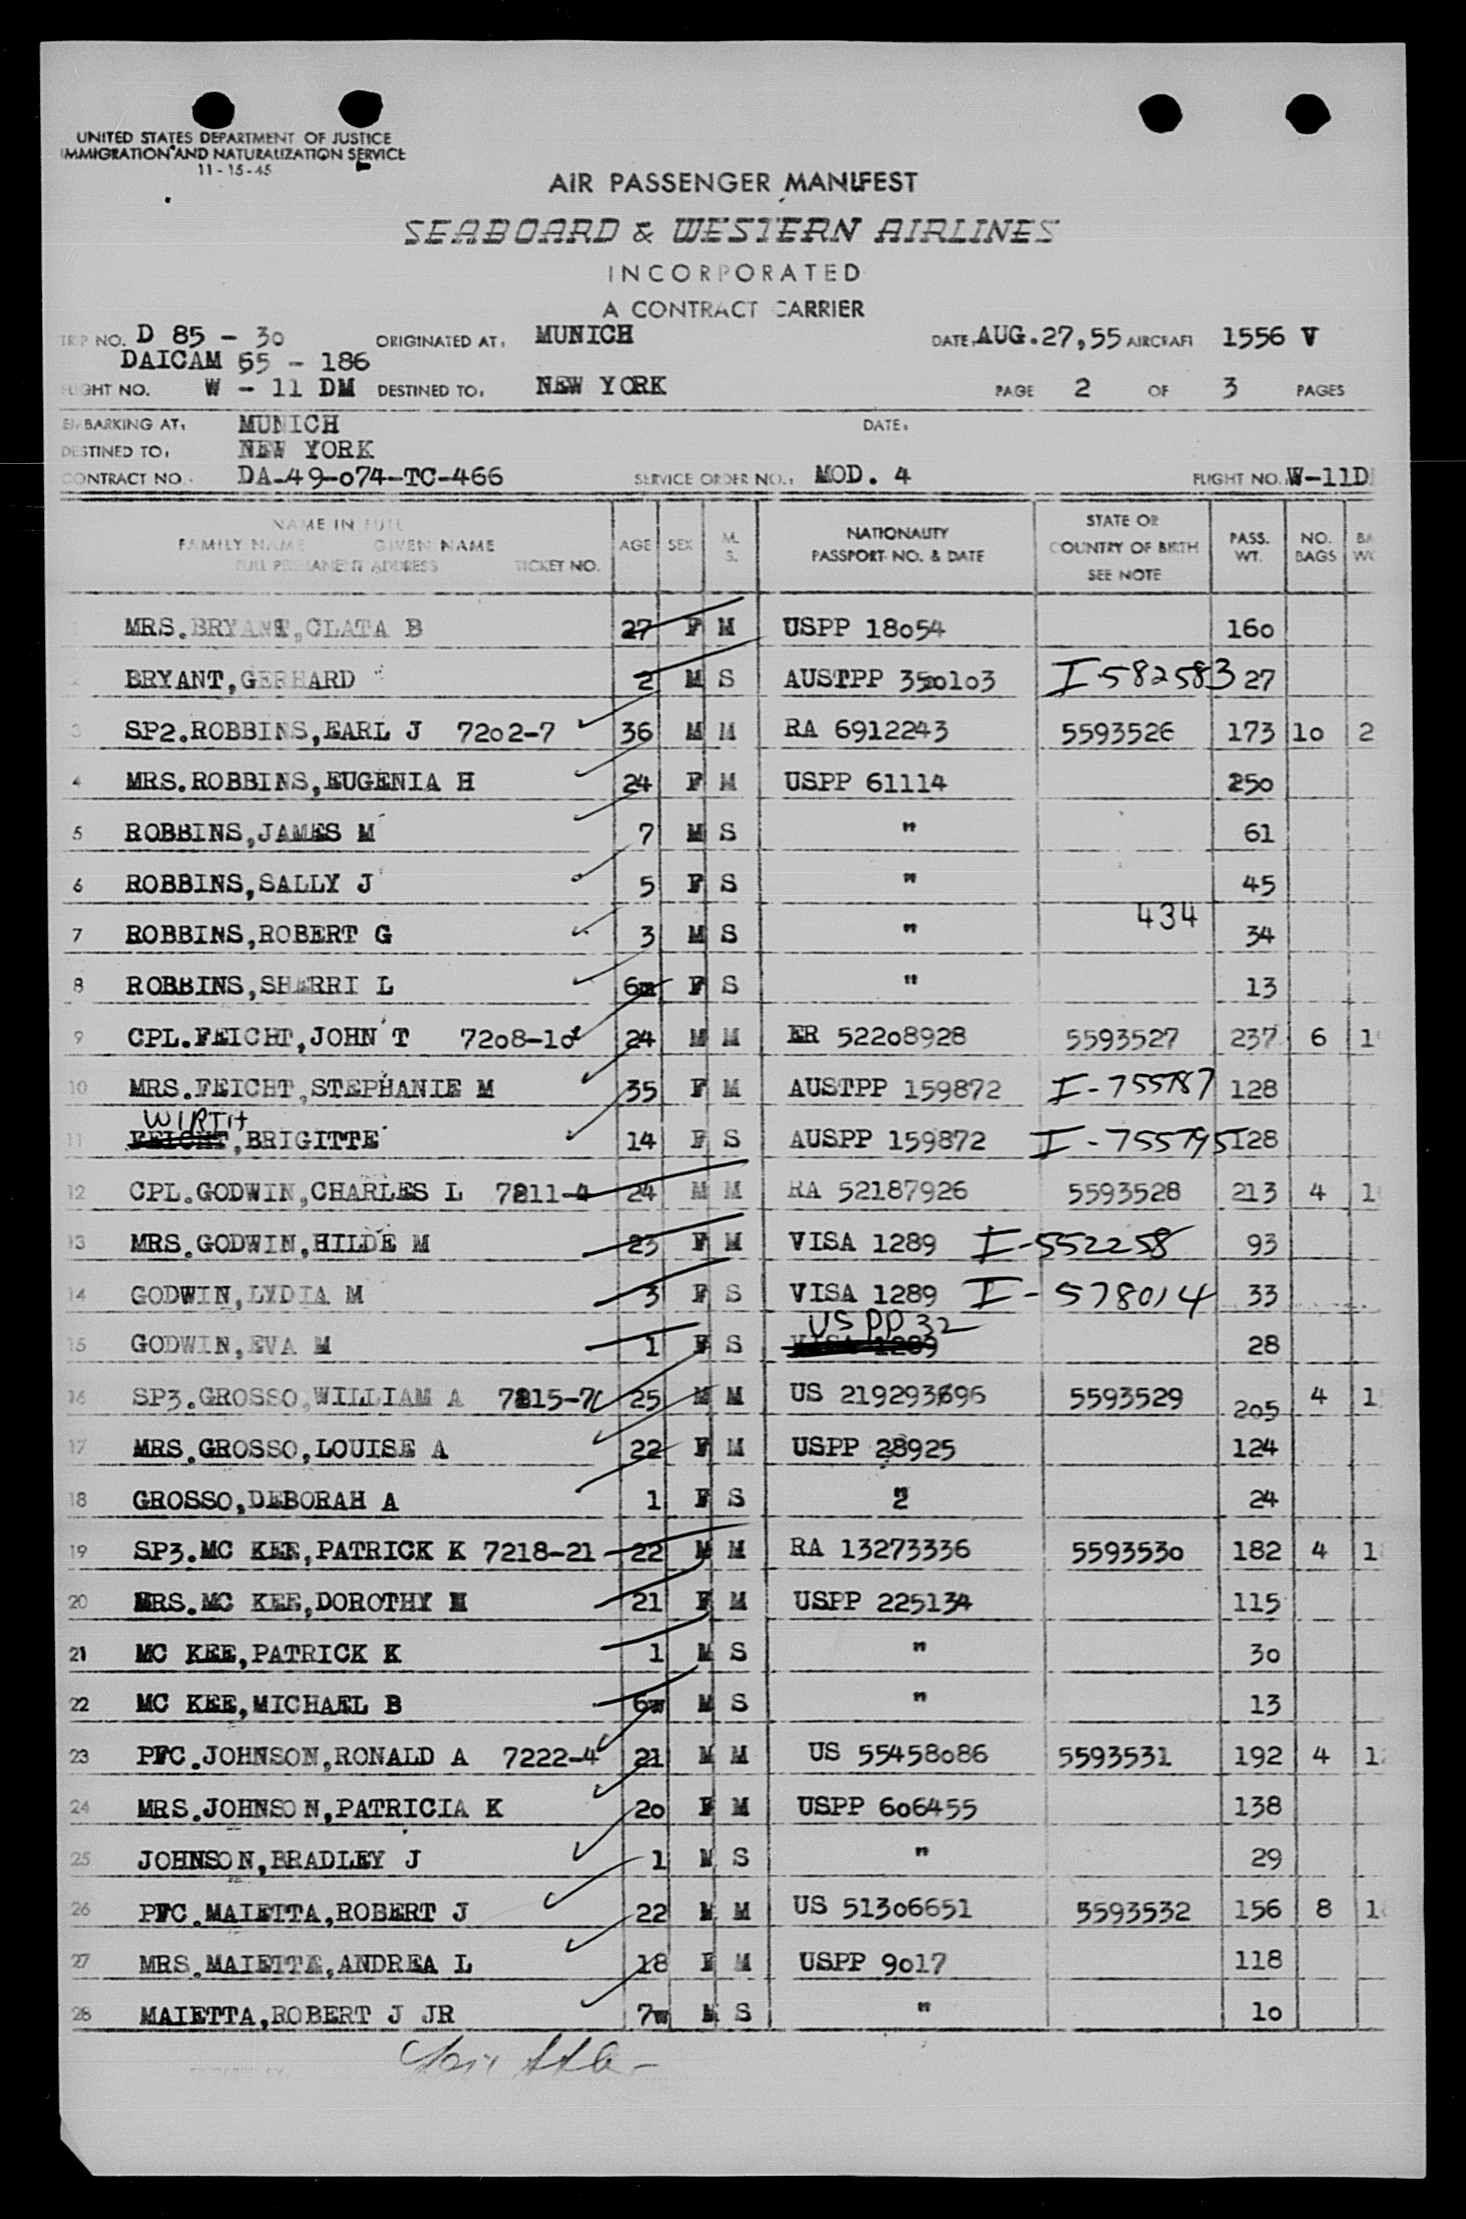 UNITED STATES DEPARTMENT OF JUSTICE
IMMIGRATION AND NATURALIZATION SERVICE
11-15-45
AIR PASSENGER MANIFEST
SEABOARD & WESTERN AIRLINES
INCORPORATED
A CONTRACT CARRIER
TRIP NO. D 85 - 30 ORIGINATED AT, MUNICH DATE, AUG.27,55 AIRCRAFT 1556 V
DAICAM 55 - 186
FLIGHT NO. W - 11 DM DESTINED TO, NEW YORK PAGE 2 OF 3 PAGES
EMBARKING AT, MUNICH DATE,
DESTINED TO, NEW YORK
CONTRACT NO. DA-49-074-TC-466 SERVICE ORDER NO., MOD. 4 FLIGHT NO. W-11D
NAME IN FULL
FAMILY NAME GIVEN NAME
FULL PERMANENT ADDRESS TICKET NO. AGE SEX M. S. NATIONALITY PASSPORT NO. & DATE STATE OR COUNTRY OF BIRTH SEE NOTE PASS. WT. NO. BAGS
MRS.BRYANT,CLATA B 27 F M USPP 18054 160
BRYANT,GERHARD 2 M S AUSTPP 350103 I-582583 27
3 SP2.ROBBINS,EARL J 7202-7 36 M M RA 6912243 5593526 173 10 2
4 MRS.ROBBINS,EUGENIA H 24 F M USPP 61114 250
5 ROBBINS,JAMES M 7 M S " 61
6 ROBBINS,SALLY J 5 F S " 45
434
7 ROBBINS,ROBERT G 3 M S " 34
8 ROBBINS,SHERRI L 6m F S " 13
9 CPL.FEICHT,JOHN T 7208-10 24 M M ER 52208928 5593527 237 6 1
10 MRS.FEICHT,STEPHANIE M 35 F M AUSTPP 159872 I-755787 128
WIRTH
11 FEICHT,BRIGITTE 14 F S AUSPP 159872 I-755795 128
12 CPL.GODWIN,CHARLES L 7211-4 24 M M RA 52187926 5593528 213 4 1
13 MRS.GODWIN,HILDE M 23 F M VISA 1289 I-552258 93
14 GODWIN,LYDIA M 3 F S VISA 1289 I-578014 33
US PP 32
15 GODWIN,EVA M 1 F S VISA 1289 28
16 SP3.GROSSO,WILLIAM A 7215-7 25 M M US 219293696 5593529 205 4 1
17 MRS.GROSSO,LOUISE A 22 F M USPP 28925 124
18 GROSSO,DEBORAH A 1 F S " 24
19 SP3.MC KEE,PATRICK K 7218-21 22 M M RA 13273336 5593530 182 4 1
20 MRS.MC KEE,DOROTHY H 21 F M USPP 225134 115
21 MC KEE,PATRICK K 1 M S " 30
22 MC KEE,MICHAEL B 6w M S " 13
23 PFC.JOHNSON,RONALD A 7222-4 21 M M US 55458086 5593531 192 4 1
24 MRS.JOHNSON,PATRICIA K 20 F M USPP 606455 138
25 JOHNSON,BRADLEY J 1 M S " 29
26 PFC.MAIETTA,ROBERT J 22 M M US 51306651 5593532 156 8 1
27 MRS.MAIETTA,ANDREA L 18 F M USPP 9017 118
28 MAIETTA,ROBERT J JR 7w M S " 10